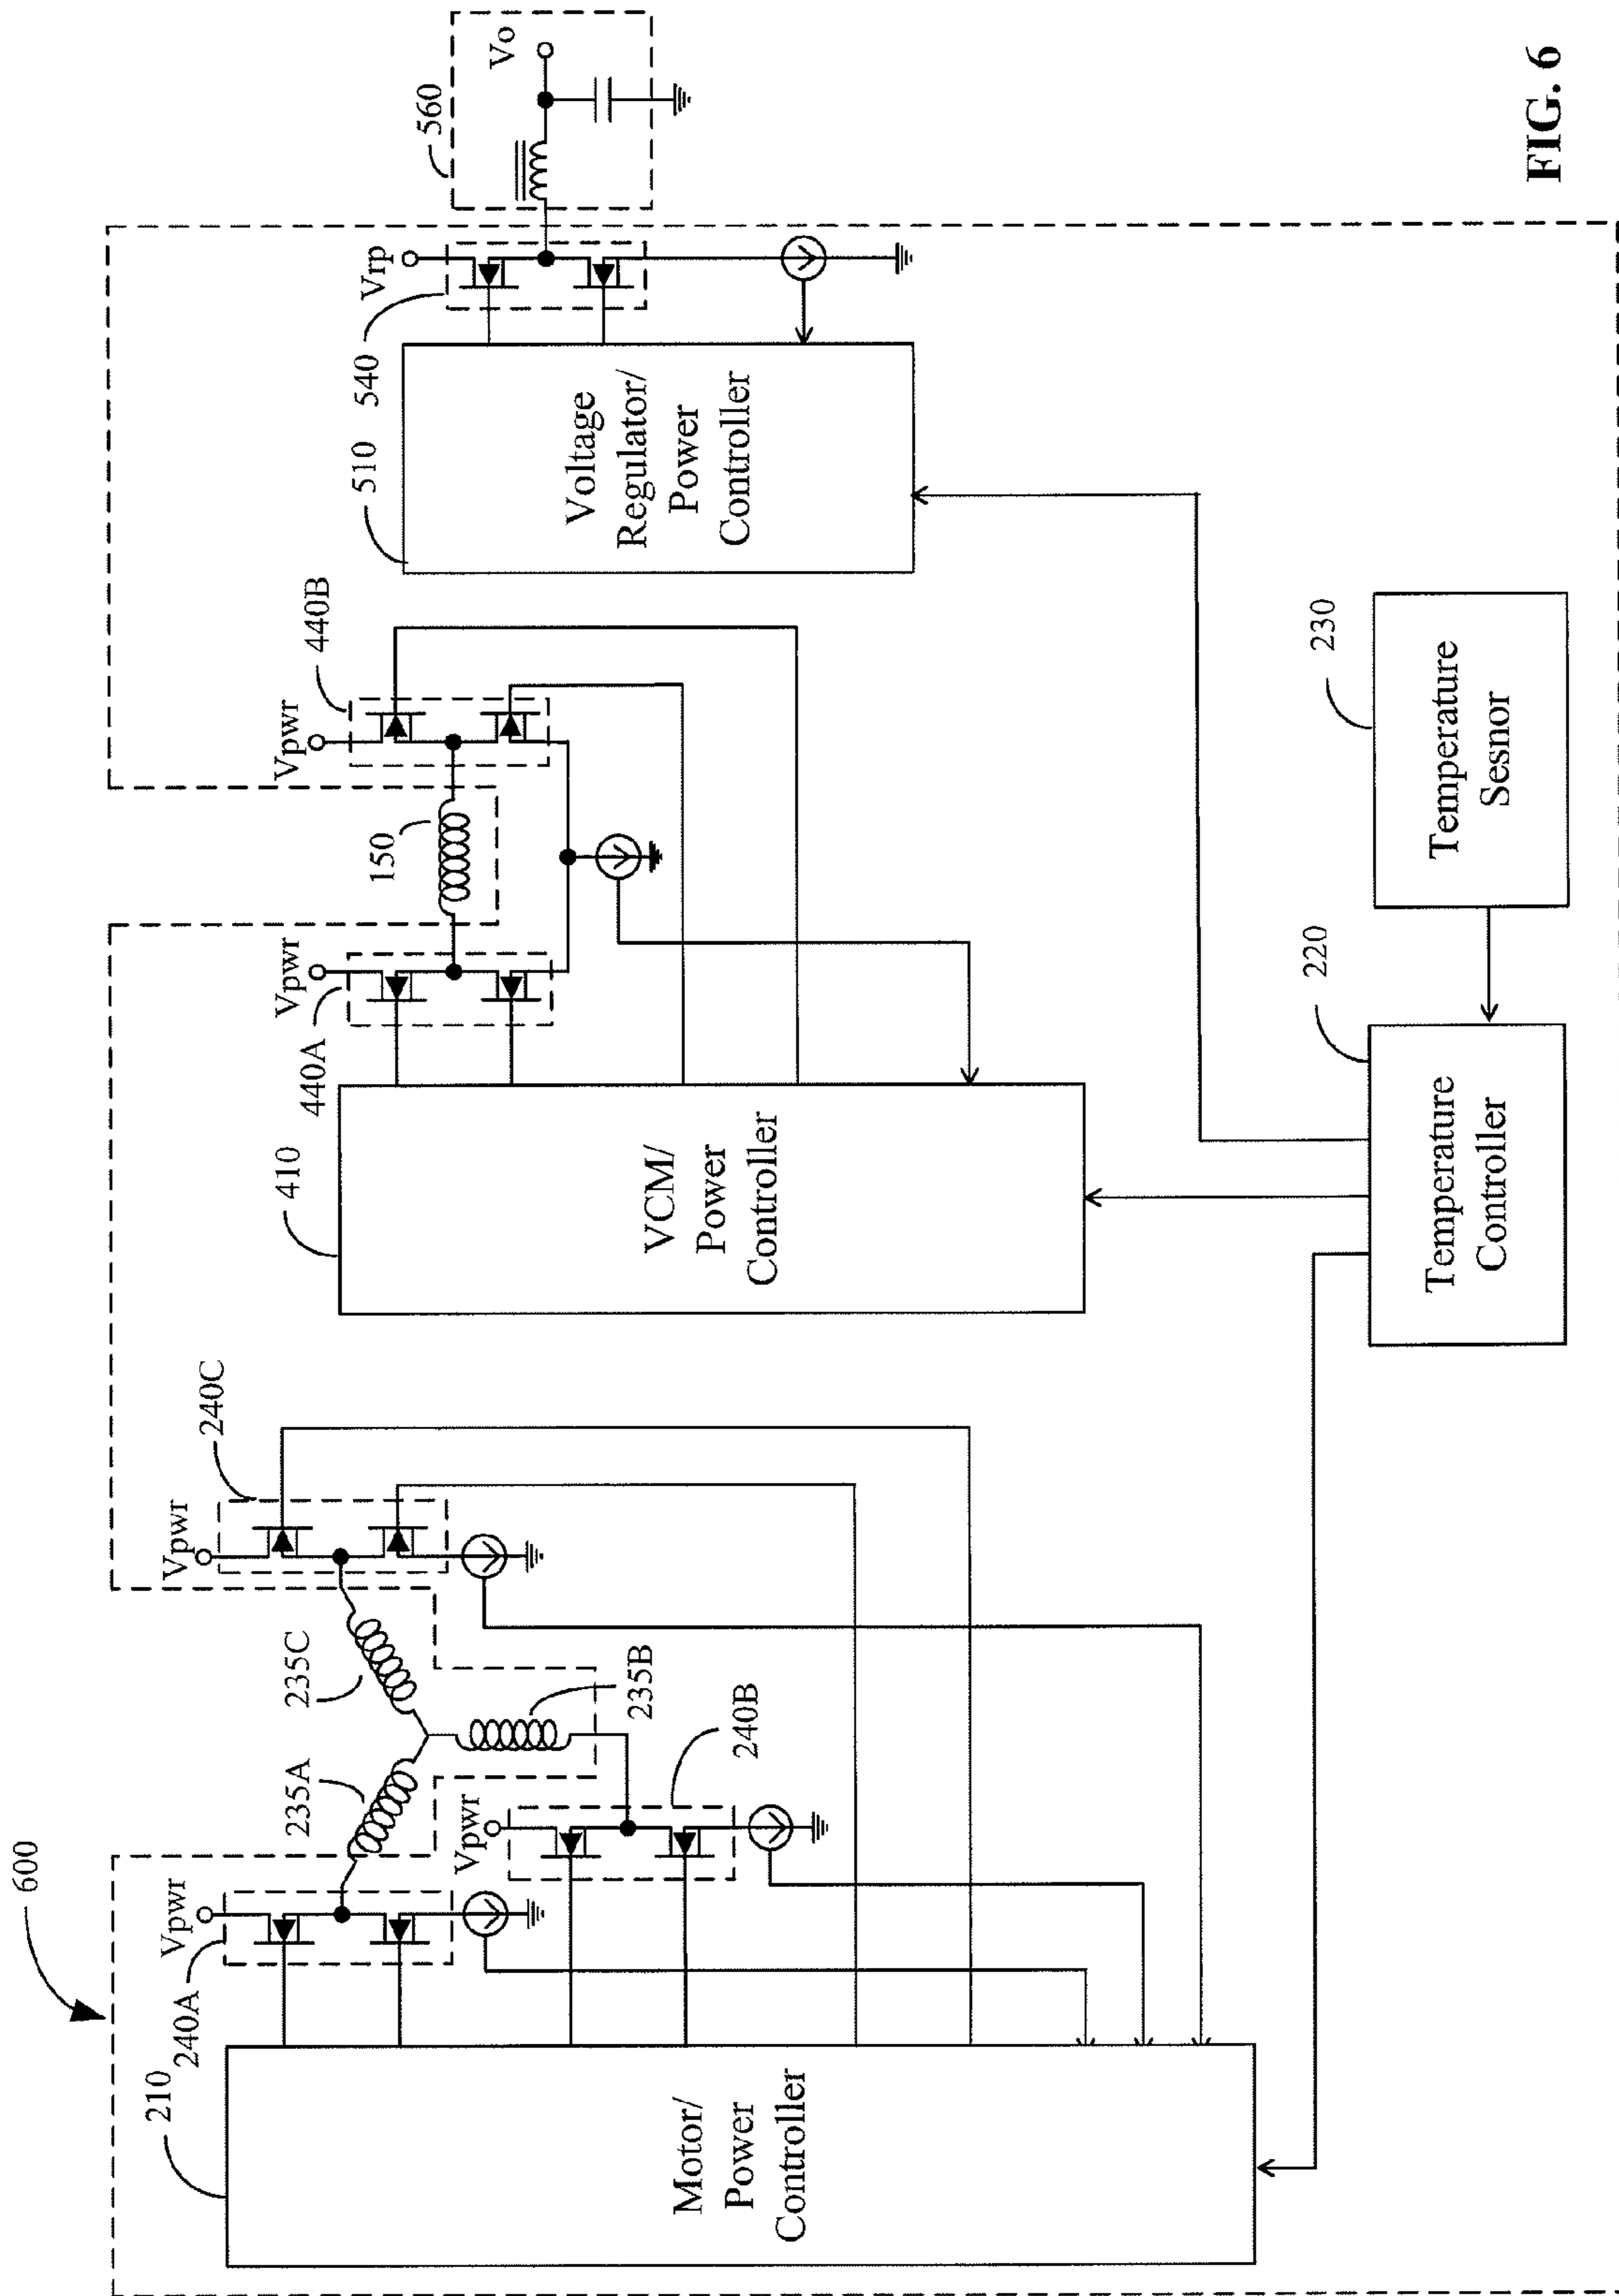 600
210
240A
Vpwr
235A
235C
Vpwr
240C
Vpwr
235B
240B
Motor/
Power
Controller
410
440A
Vpwr
150
Vpwr
440B
VCM/
Power
Controller
510
540
Vrp
560
Vo
Voltage
Regulator/
Power
Controller
220
Temperature
Controller
230
Temperature
Sesnor
FIG. 6